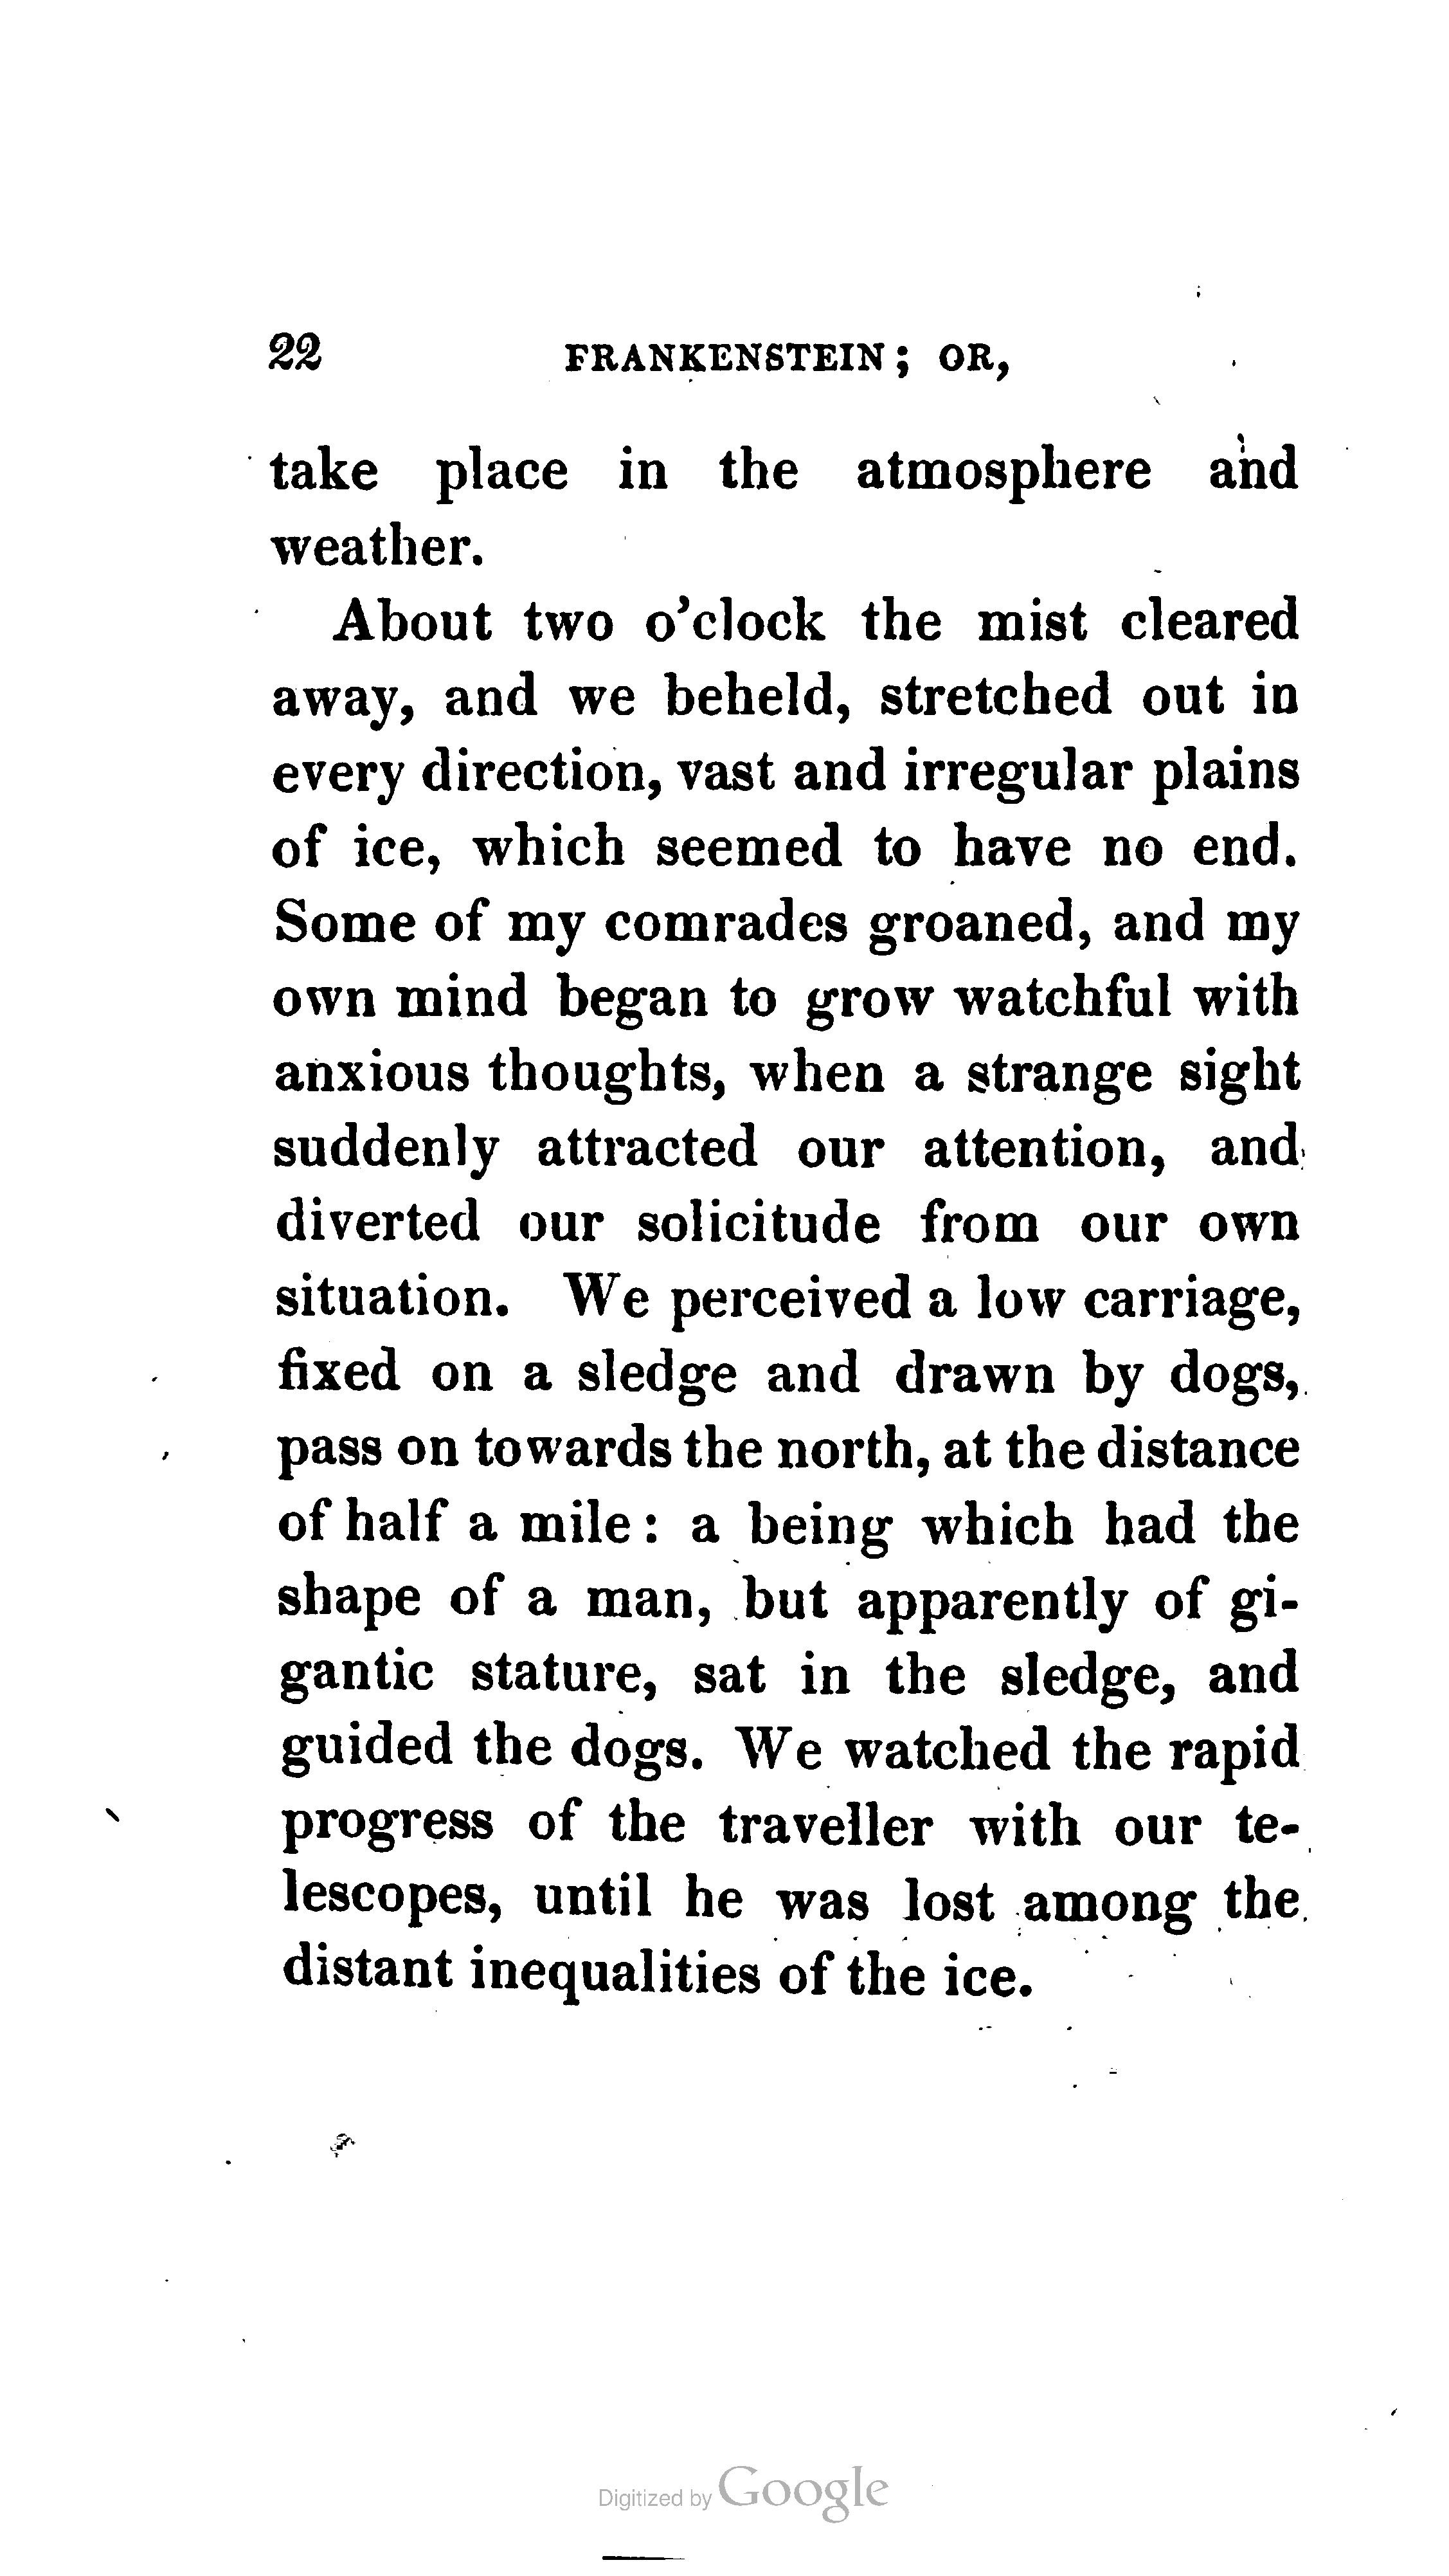 22 FRANKENSTEIN; OR,
take place in the atmosphere and
weather.
About two o'clock the mist cleared
away, and we beheld, stretched out in
every direction, vast and irregular plains
of ice, which seemed to have no end.
Some of my comrades groaned, and my
own mind began to grow watchful with
anxious thoughts, when a strange sight
suddenly attracted our attention, and
diverted our solicitude from our own
situation. We perceived a low carriage,
fixed on a sledge and drawn by dogs,
pass on towards the north, at the distance
of half a mile: a being which had the
shape of a man, but apparently of gi-
gantic stature, sat in the sledge, and
guided the dogs. We watched the rapid
progress of the traveller with our te-
lescopes, until he was lost among the
distant inequalities of the ice.
Digitized by Google